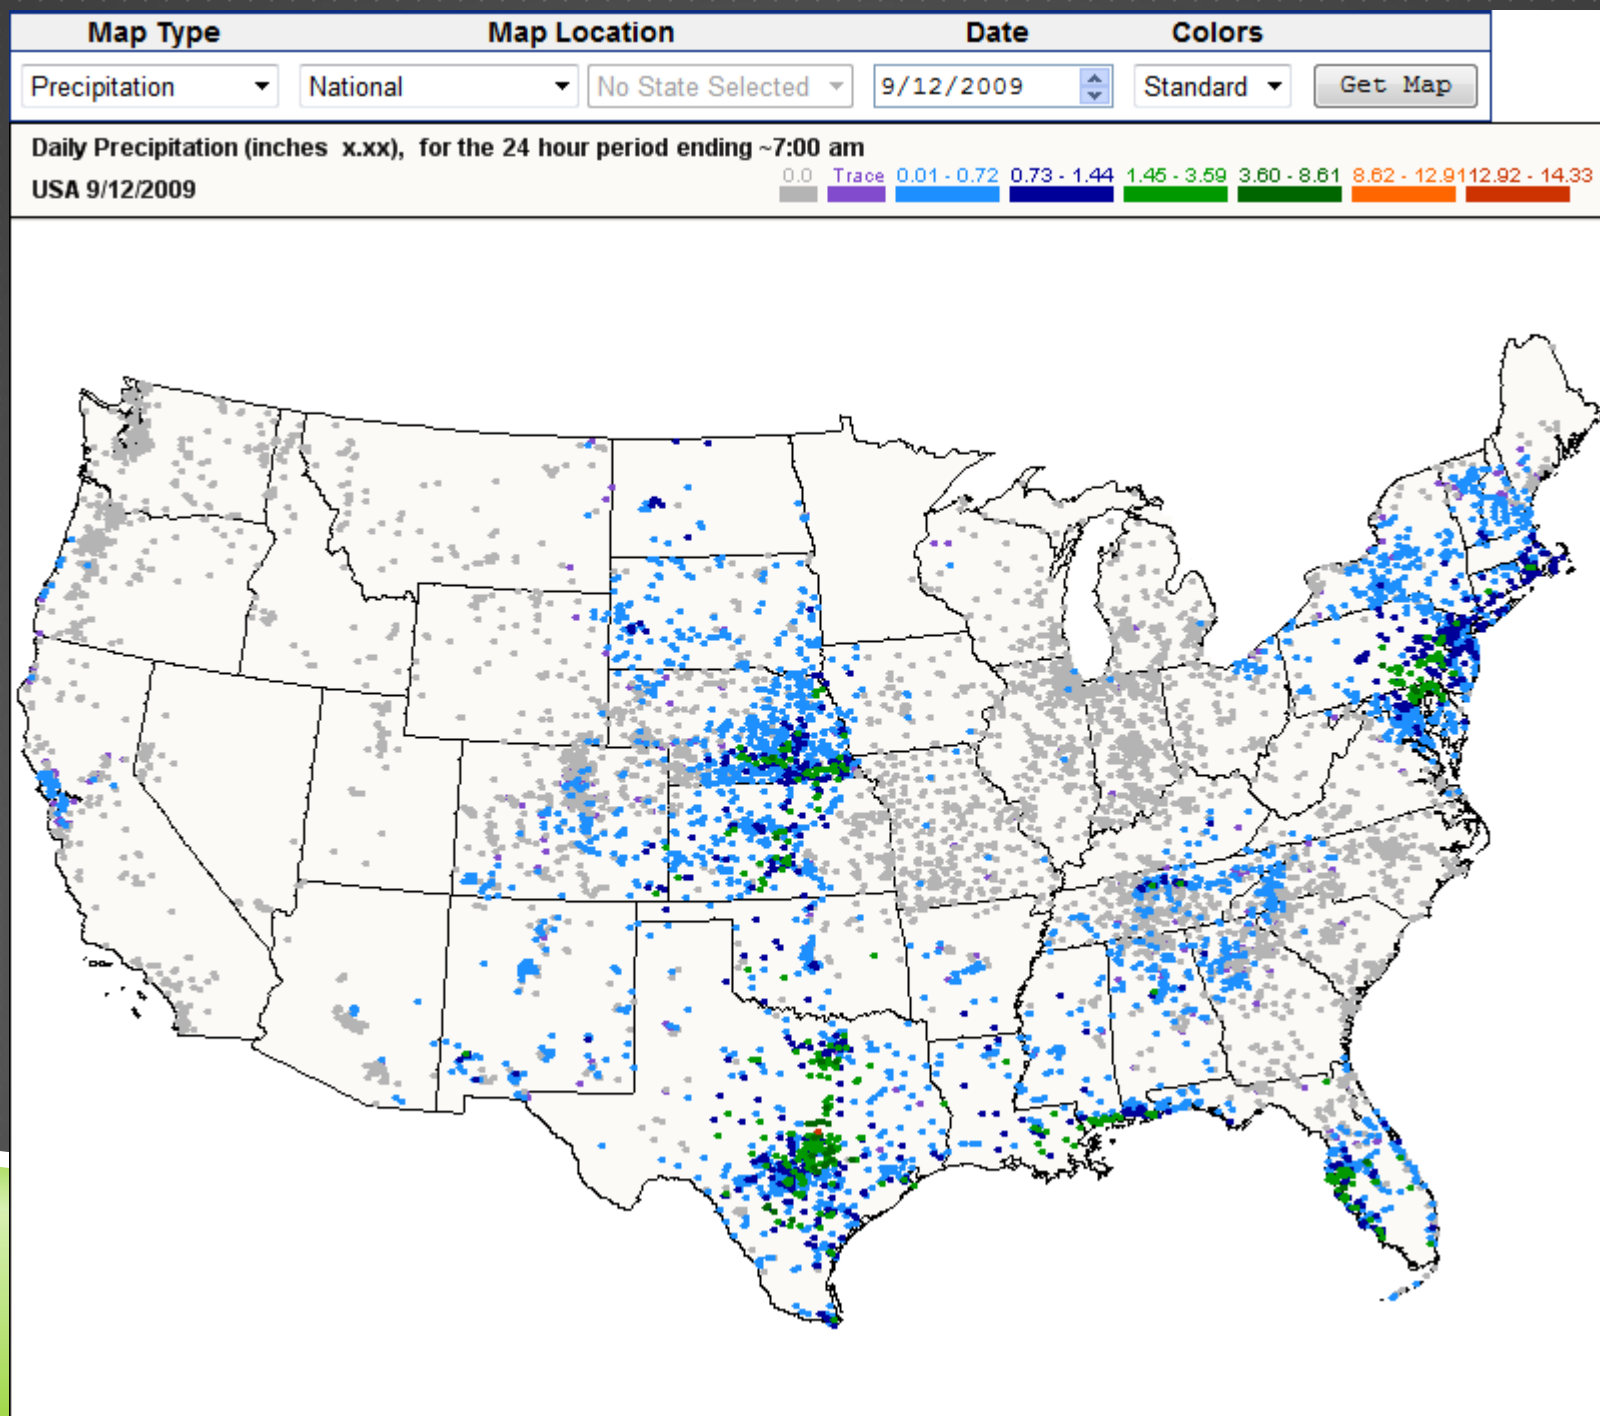 Map Type Map Location Date Colors
Precipitation National No State Selected 9/12/2009 Standard Get Map
Daily Precipitation (inches x.xx), for the 24 hour period ending ~7:00 am
USA 9/12/2009
0.0 Trace 0.01 - 0.72 0.73 - 1.44 1.45 - 3.59 3.60 - 8.61 8.62 - 12.91 12.92 - 14.33